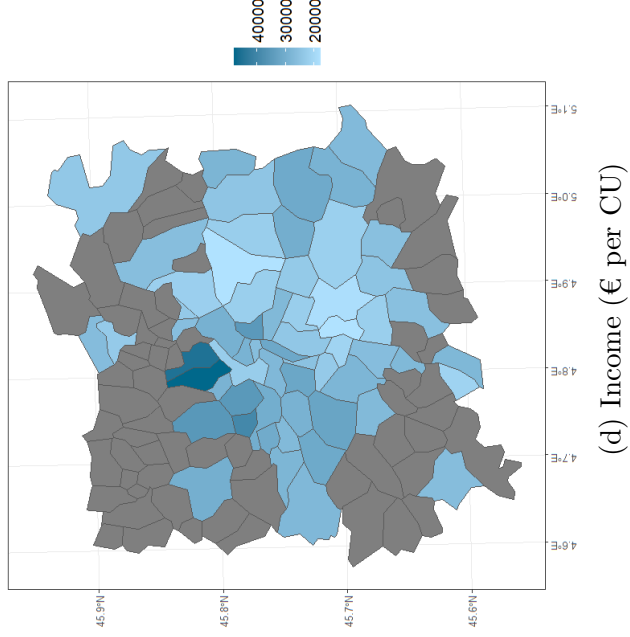 40000
30000
20000
45.9°N
45.8°N
45.7°N
45.6°N
4.6°E
4.7°E
4.8°E
4.9°E
5.0°E
5.1°E
(d) Income (€ per CU)